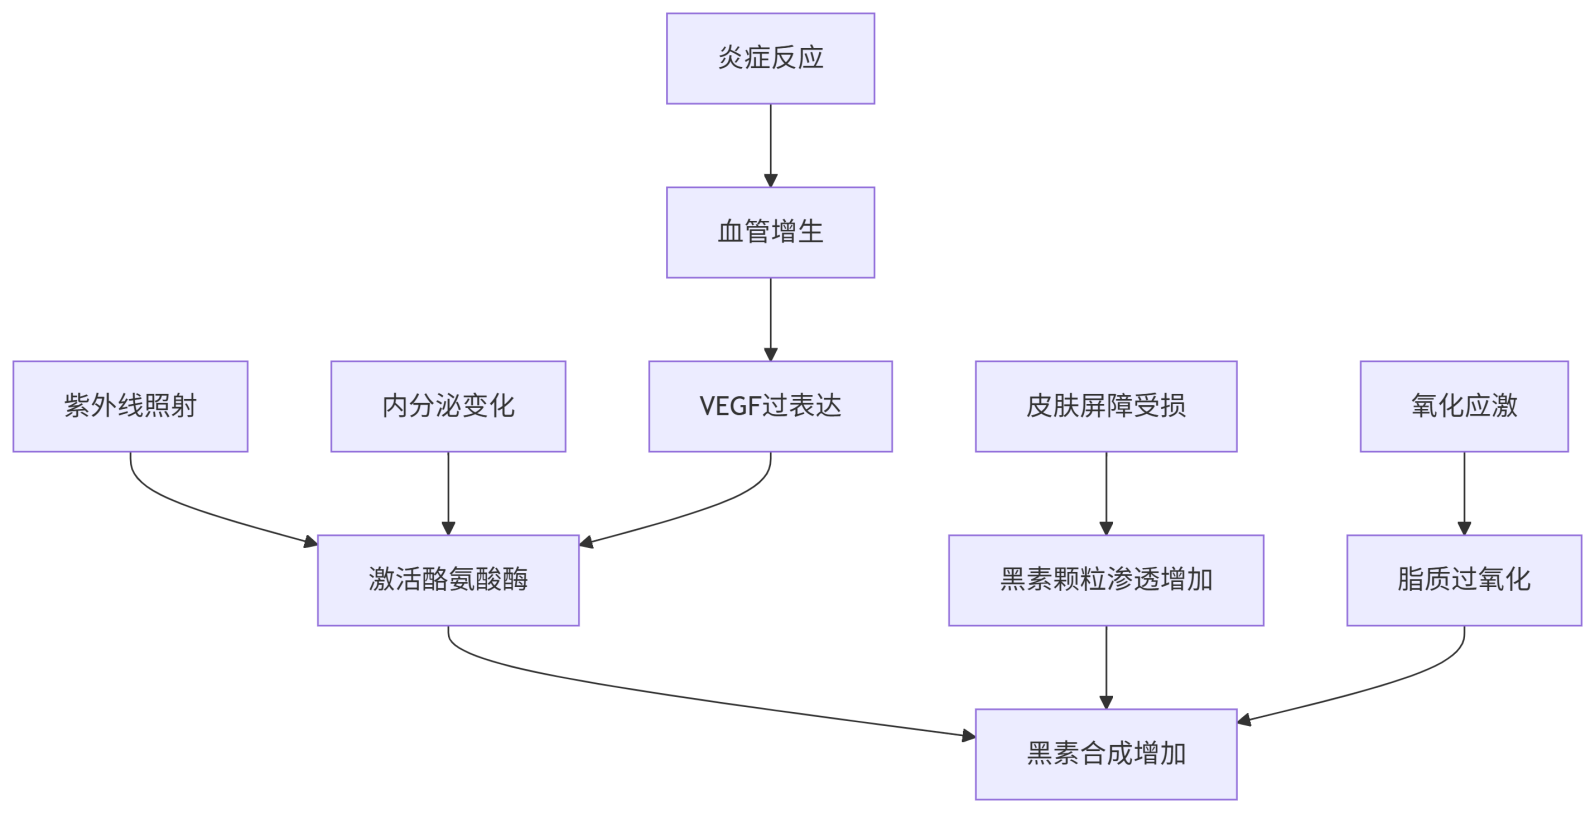 炎症反应
血管增生
紫外线照射
内分泌变化
VEGF过表达
皮肤屏障受损
氧化应激
激活酪氨酸酶
黑素颗粒渗透增加
脂质过氧化
黑素合成增加